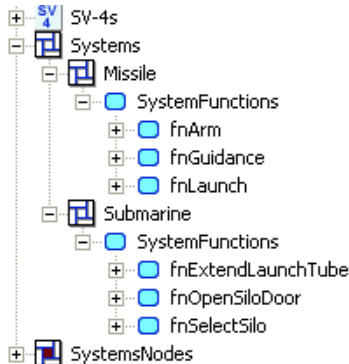 SV 4 SV-4s
Systems
Missile
SystemFunctions
fnArm
fnGuidance
fnLaunch
Submarine
SystemFunctions
fnExtendLaunchTube
fnOpenSiloDoor
fnSelectSilo
SystemsNodes